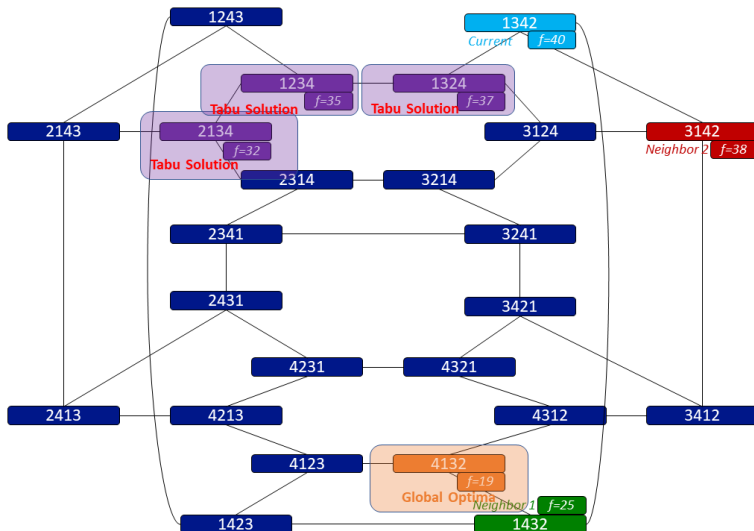 1243
1342
Current
f=40
1234
f=35
Tabu Solution
1324
f=37
Tabu Solution
2143
2134
f=32
Tabu Solution
3124
3142
Neighbor 2
f=38
2314
3214
2341
3241
2431
3421
4231
4321
2413
4213
4312
3412
4123
4132
f=19
Global Optima
Neighbor 1
f=25
1423
1432